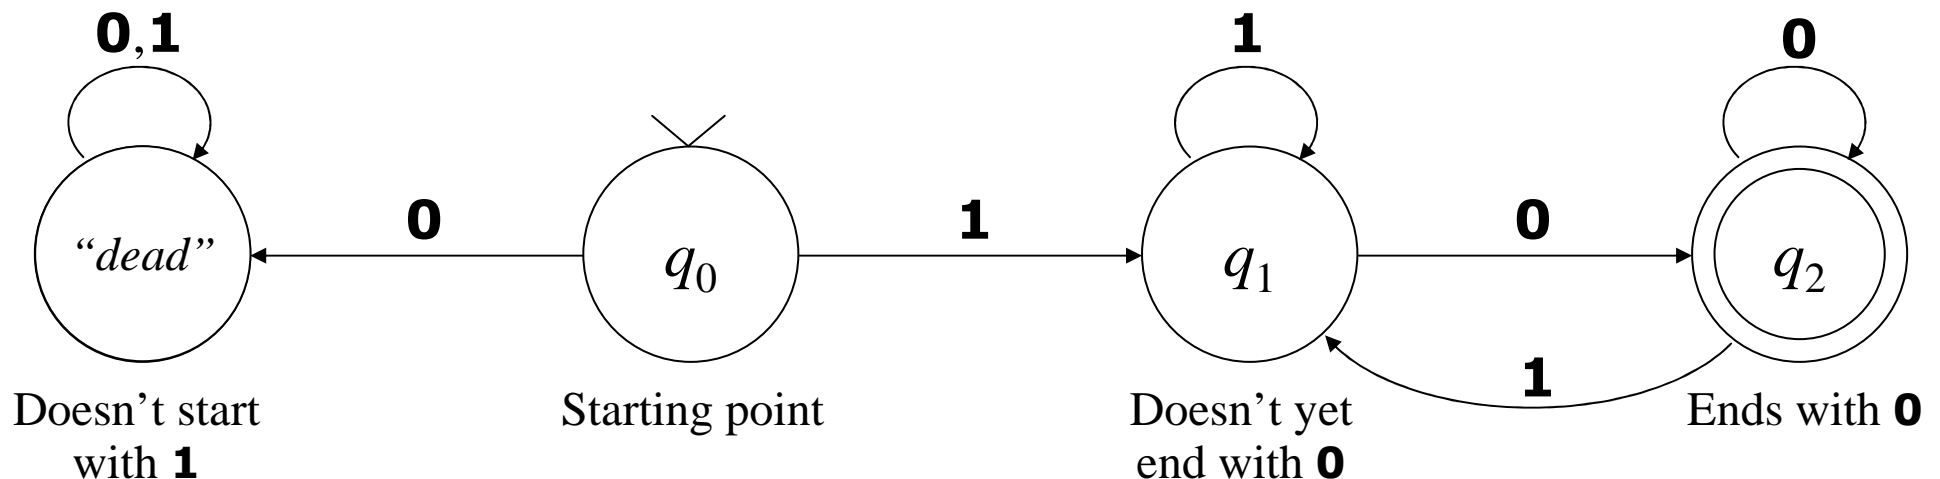 0,1
1
0
0
1
0
“dead”
q0
q1
q2
1
Doesn’t start
with 1
Starting point
Doesn’t yet
end with 0
Ends with 0